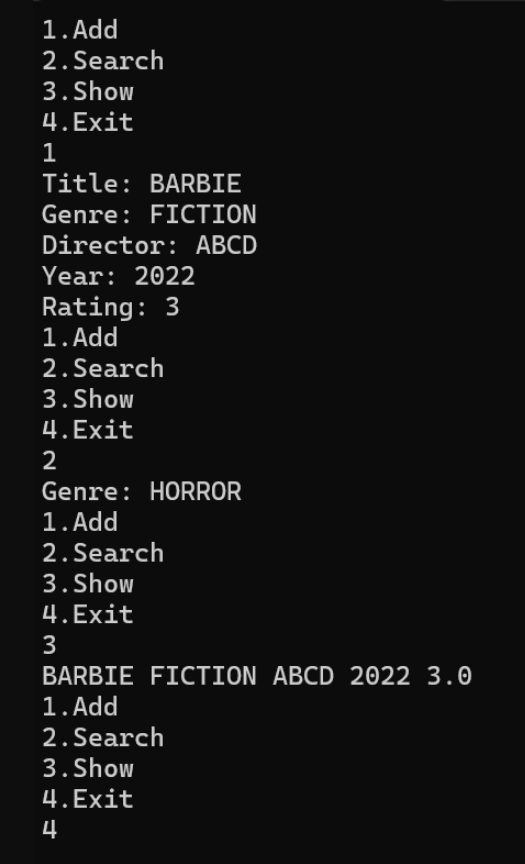 1.Add
2.Search
3.Show
4.Exit
1
Title: BARBIE
Genre: FICTION
Director: ABCD
Year: 2022
Rating: 3
1.Add
2.Search
3.Show
4.Exit
2
Genre: HORROR
1.Add
2.Search
3.Show
4.Exit
3
BARBIE FICTION ABCD 2022 3.0
1.Add
2.Search
3.Show
4.Exit
4